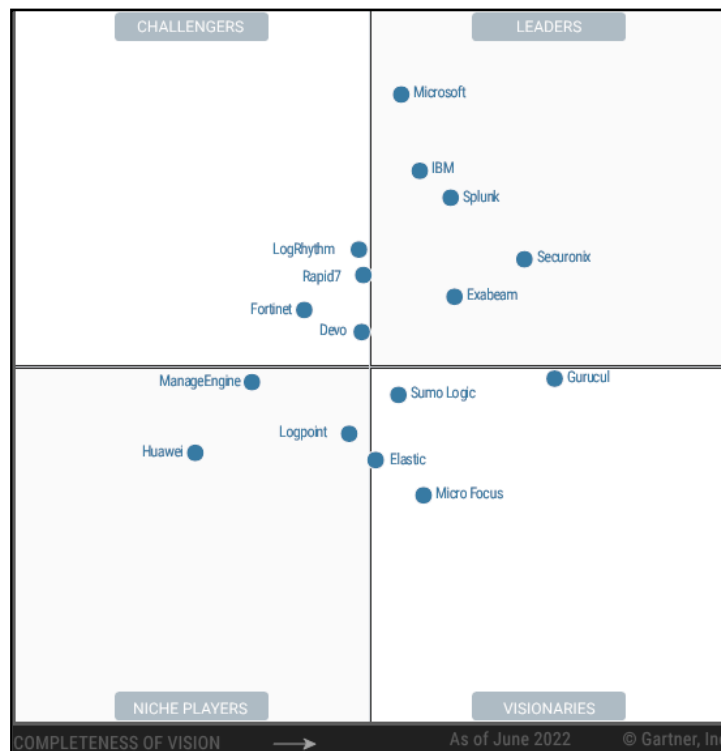 CHALLENGERS
LEADERS
Microsoft
IBM
Splunk
LogRhythm
Securonix
Rapid7
Exabeam
Fortinet
Devo
ManageEngine
Gurucul
Sumo Logic
Logpoint
Huawei
Elastic
Micro Focus
NICHE PLAYERS
VISIONARIES
COMPLETENESS OF VISION
As of June 2022
© Gartner, In